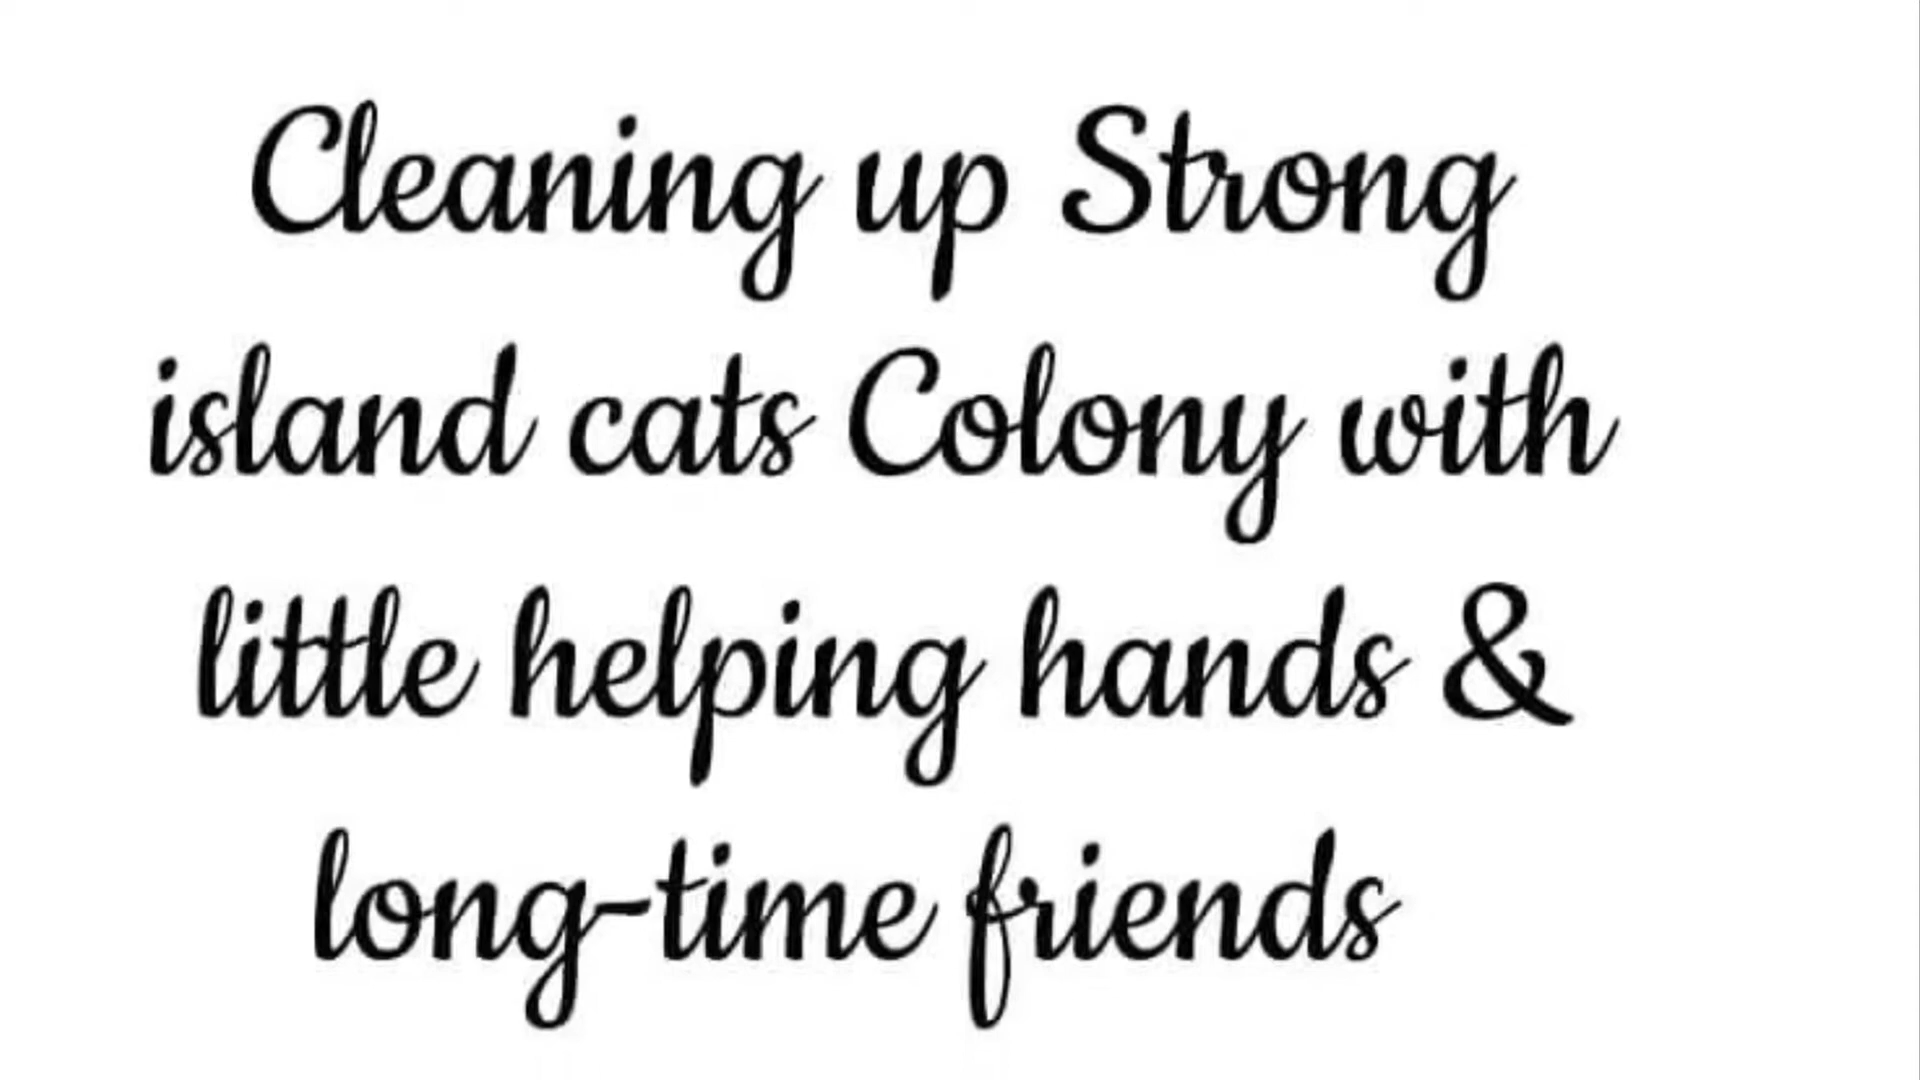 Cleaning up Strong
island cats Colony with
little helping hands &
long-time friends